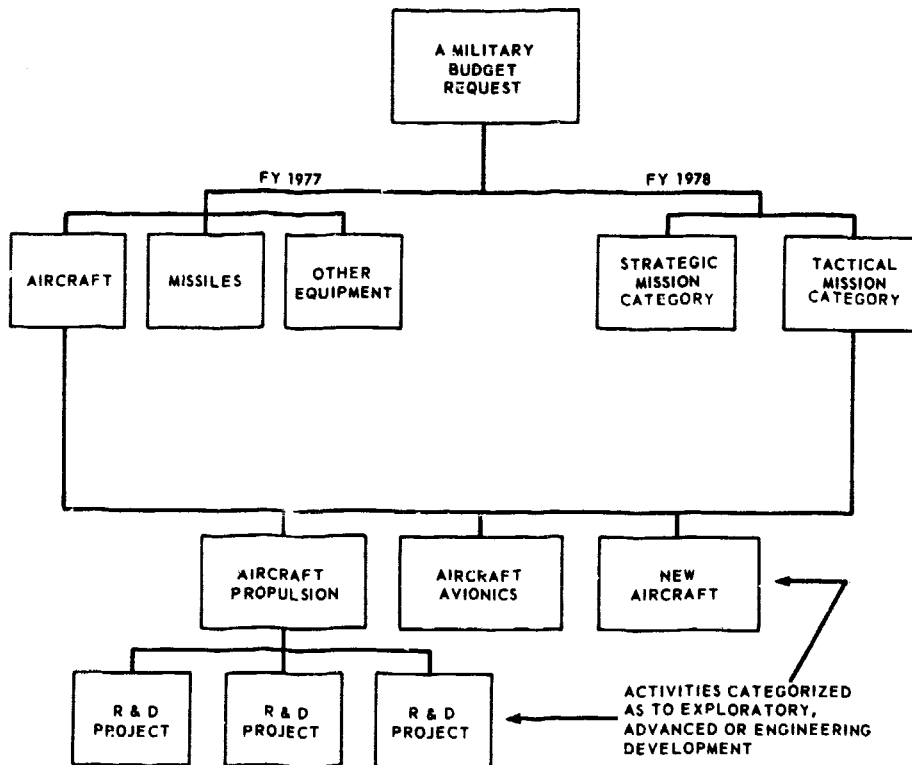 A MILITARY
BUDGET
REQUEST
FY 1977
FY 1978
AIRCRAFT
MISSILES
OTHER
EQUIPMENT
STRATEGIC
MISSION
CATEGORY
TACTICAL
MISSION
CATEGORY
AIRCRAFT
PROPULSION
AIRCRAFT
AVIONICS
NEW
AIRCRAFT
R & D
PROJECT
R & D
PROJECT
R & D
PROJECT
ACTIVITIES CATEGORIZED
AS TO EXPLORATORY,
ADVANCED OR ENGINEERING
DEVELOPMENT